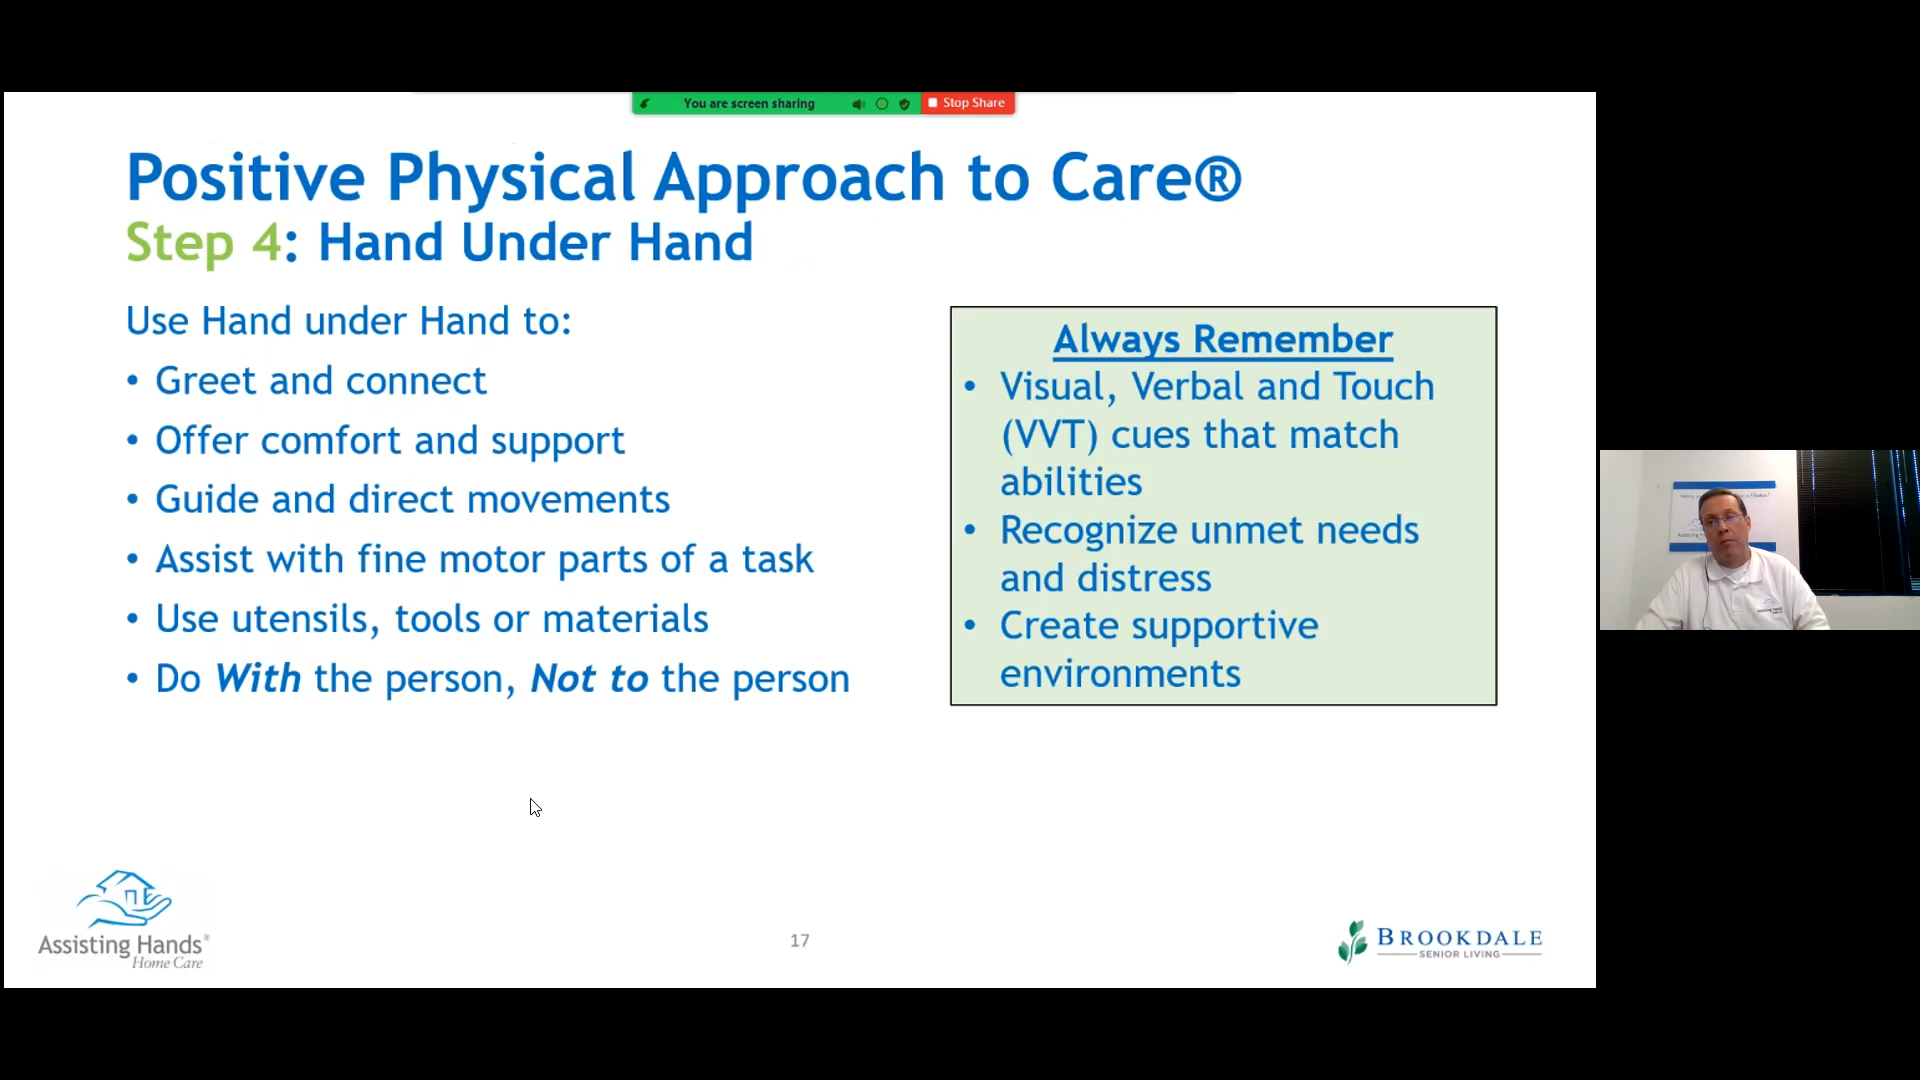 You are screen sharing
Stop Share
Positive Physical Approach to Care®
Step 4: Hand Under Hand
Use Hand under Hand to:
• Greet and connect
• Offer comfort and support
• Guide and direct movements
• Assist with fine motor parts of a task
• Use utensils, tools or materials
• Do With the person, Not to the person
Always Remember
• Visual, Verbal and Touch
(VVT) cues that match
abilities
• Recognize unmet needs
and distress
• Create supportive
environments
Assisting Hands®
Home Care
17
BROOKDALE
SENIOR LIVING